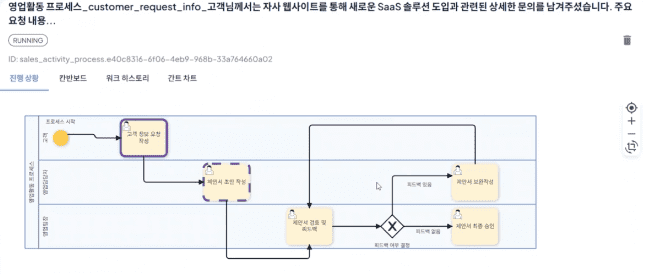 영업활동 프로세스_customer_request_info_고객님께서는 자사 웹사이트를 통해 새로운 SaaS 솔루션 도입과 관련된 상세한 문의를 남겨주셨습니다. 주요
요청 내용...
RUNNING
ID: sales_activity_process.e40c8316-6f06-4eb9-968b-33a764660a02
진행상황 칸반보드 워크 히스토리 간트 차트
프로세스 시작
고객
고객 정보 요청
작성
영업활동 프로세스
영업담당자
제안서 초안 작성
제안서 보완작성
피드백 있음
영업팀장
제안서 검토 및
피드백
피드백 없음
제안서 최종 승인
피드백 여부 결정